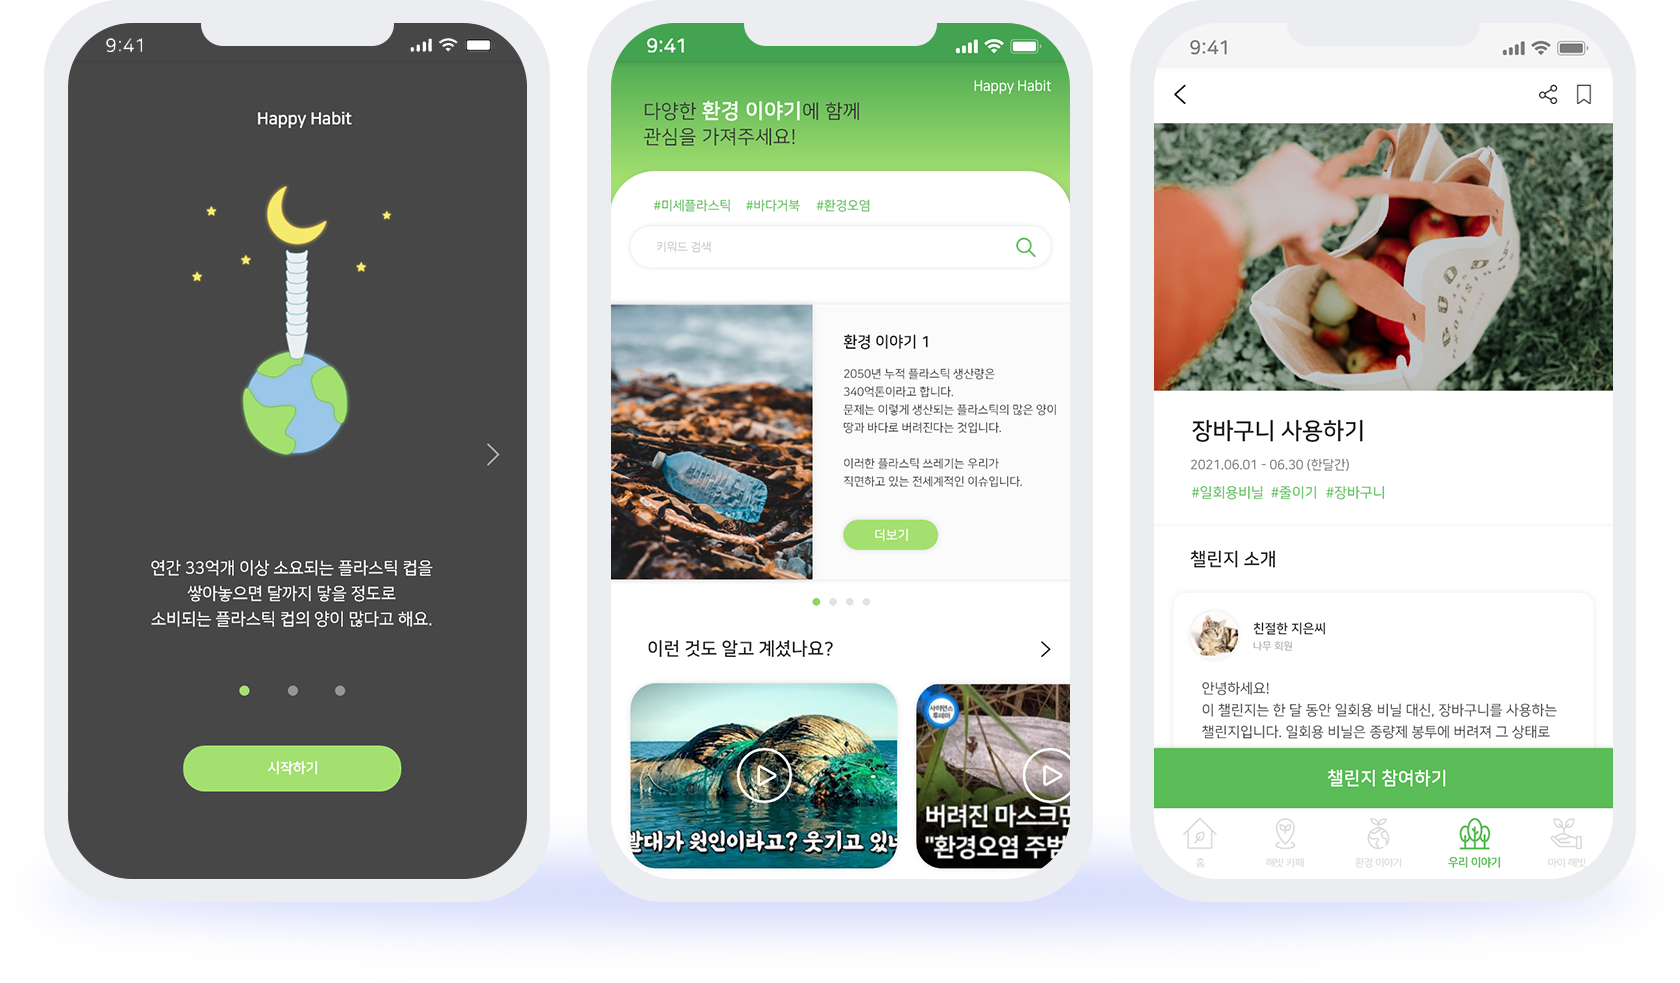 9:41
Happy Habit
연간 33억개 이상 소요되는 플라스틱 컵을
쌓아놓으면 달까지 닿을 정도로
소비되는 플라스틱 컵의 양이 많다고 해요.
시작하기
9:41
Happy Habit
다양한 환경 이야기에 함께
관심을 가져주세요!
#미세플라스틱 #바다거북 #환경오염
키워드 검색
환경 이야기 1
2050년 누적 플라스틱 생산량은
340억톤이라고 합니다.
문제는 이렇게 생산되는 플라스틱의 많은 양이
땅과 바다로 버려진다는 것입니다.
이러한 플라스틱 쓰레기는 우리가
직면하고 있는 전세계적인 이슈입니다.
더보기
이런 것도 알고 계셨나요?
발대가 원인이라고? 웃기고 있네
사이언스
투데이
버려진 마스크만
"환경오염 주범
9:41
장바구니 사용하기
2021.06.01 - 06.30 (한달간)
#일회용비닐 #줄이기 #장바구니
챌린지 소개
친절한 지은씨
나무 회원
안녕하세요!
이 챌린지는 한 달 동안 일회용 비닐 대신, 장바구니를 사용하는
챌린지입니다. 일회용 비닐은 종량제 봉투에 버려져 그 상태로
챌린지 참여하기
홈 해빗 카페 환경 이야기 우리 이야기 마이 해빗